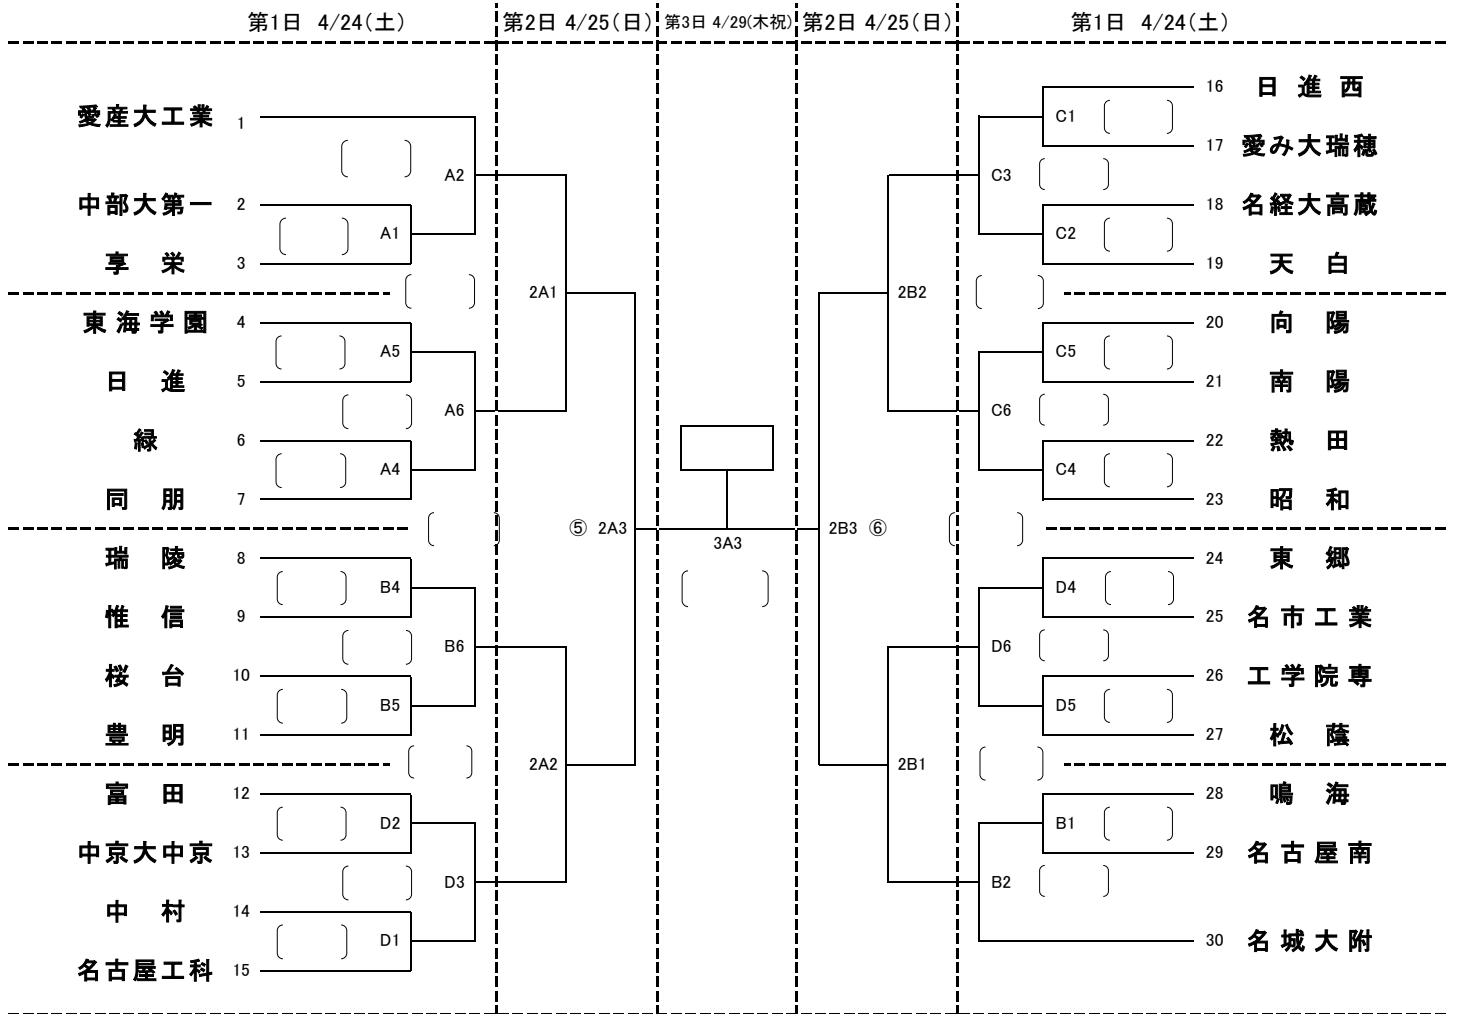 第1日 4/24(土) 第2日 4/25(日) 第3日 4/29(木祝) 第2日 4/25(日) 第1日 4/24(土)
16 日進西
愛産大工業 1 C1
17 愛み大瑞穂
A2 C3
中部大第一 2 18 名経大高蔵
A1 C2
享栄 3 19 天白
2A1 2B2
東海学園 4 20 向陽
A5 C5
日進 5 21 南陽
A6 C6
緑 6 22 熱田
A4 C4
同朋 7 23 昭和
⑤ 2A3 2B3 ⑥
3A3
瑞陵 8 24 東郷
B4 D4
惟信 9 25 名市工業
B6 D6
桜台 10 26 工学院専
B5 D5
豊明 11 27 松蔭
2A2 2B1
富田 12 28 鳴海
D2 B1
中京大中京 13 29 名古屋南
D3 B2
中村 14
D1 30 名城大附
名古屋工科 15